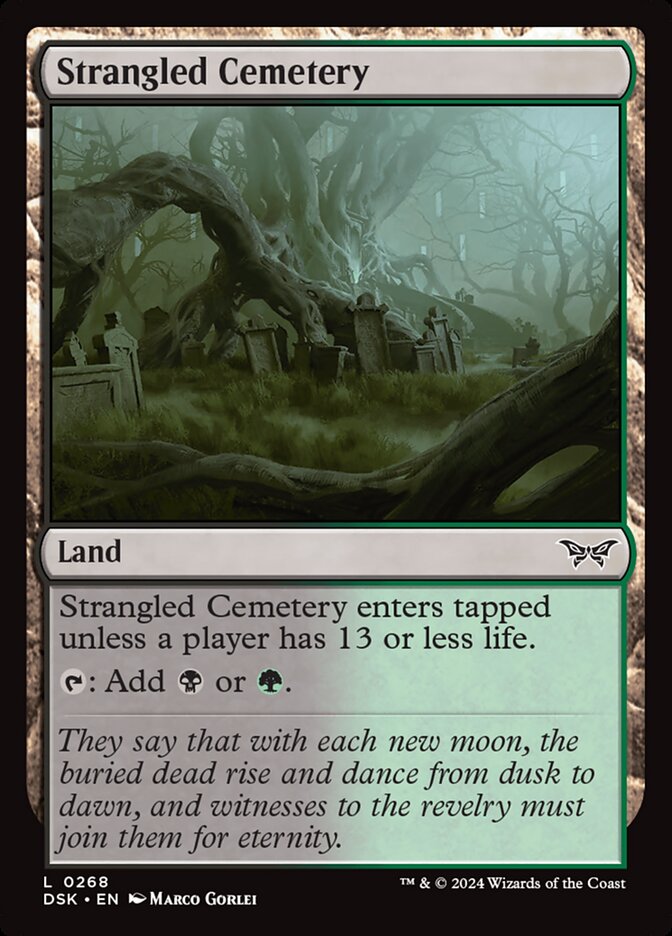 Strangled Cemetery
Land
Strangled Cemetery enters tapped
unless a player has 13 or less life.
: Add or .
They say that with each new moon, the
buried dead rise and dance from dusk to
dawn, and witnesses to the revelry must
join them for eternity.
L 0268
DSK • EN Marco Gorlei
™ & © 2024 Wizards of the Coast